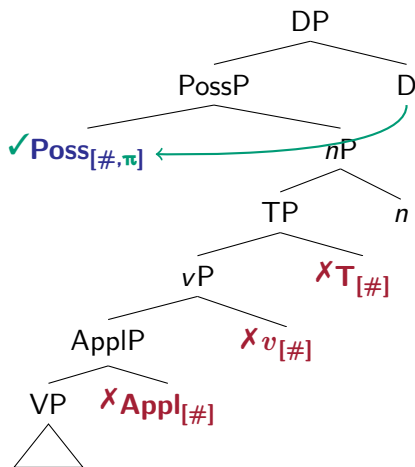 DP
PossP D
✓Poss[#,π] nP
TP n
vP ✗T[#]
ApplP ✗v[#]
VP ✗Appl[#]